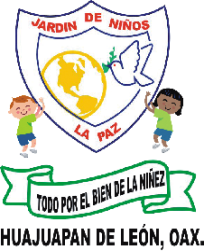 JARDIN DE NIÑOS
LA PAZ
TODO POR EL BIEN DE LA NIÑEZ
HUAJUAPAN DE LEÓN, OAX.